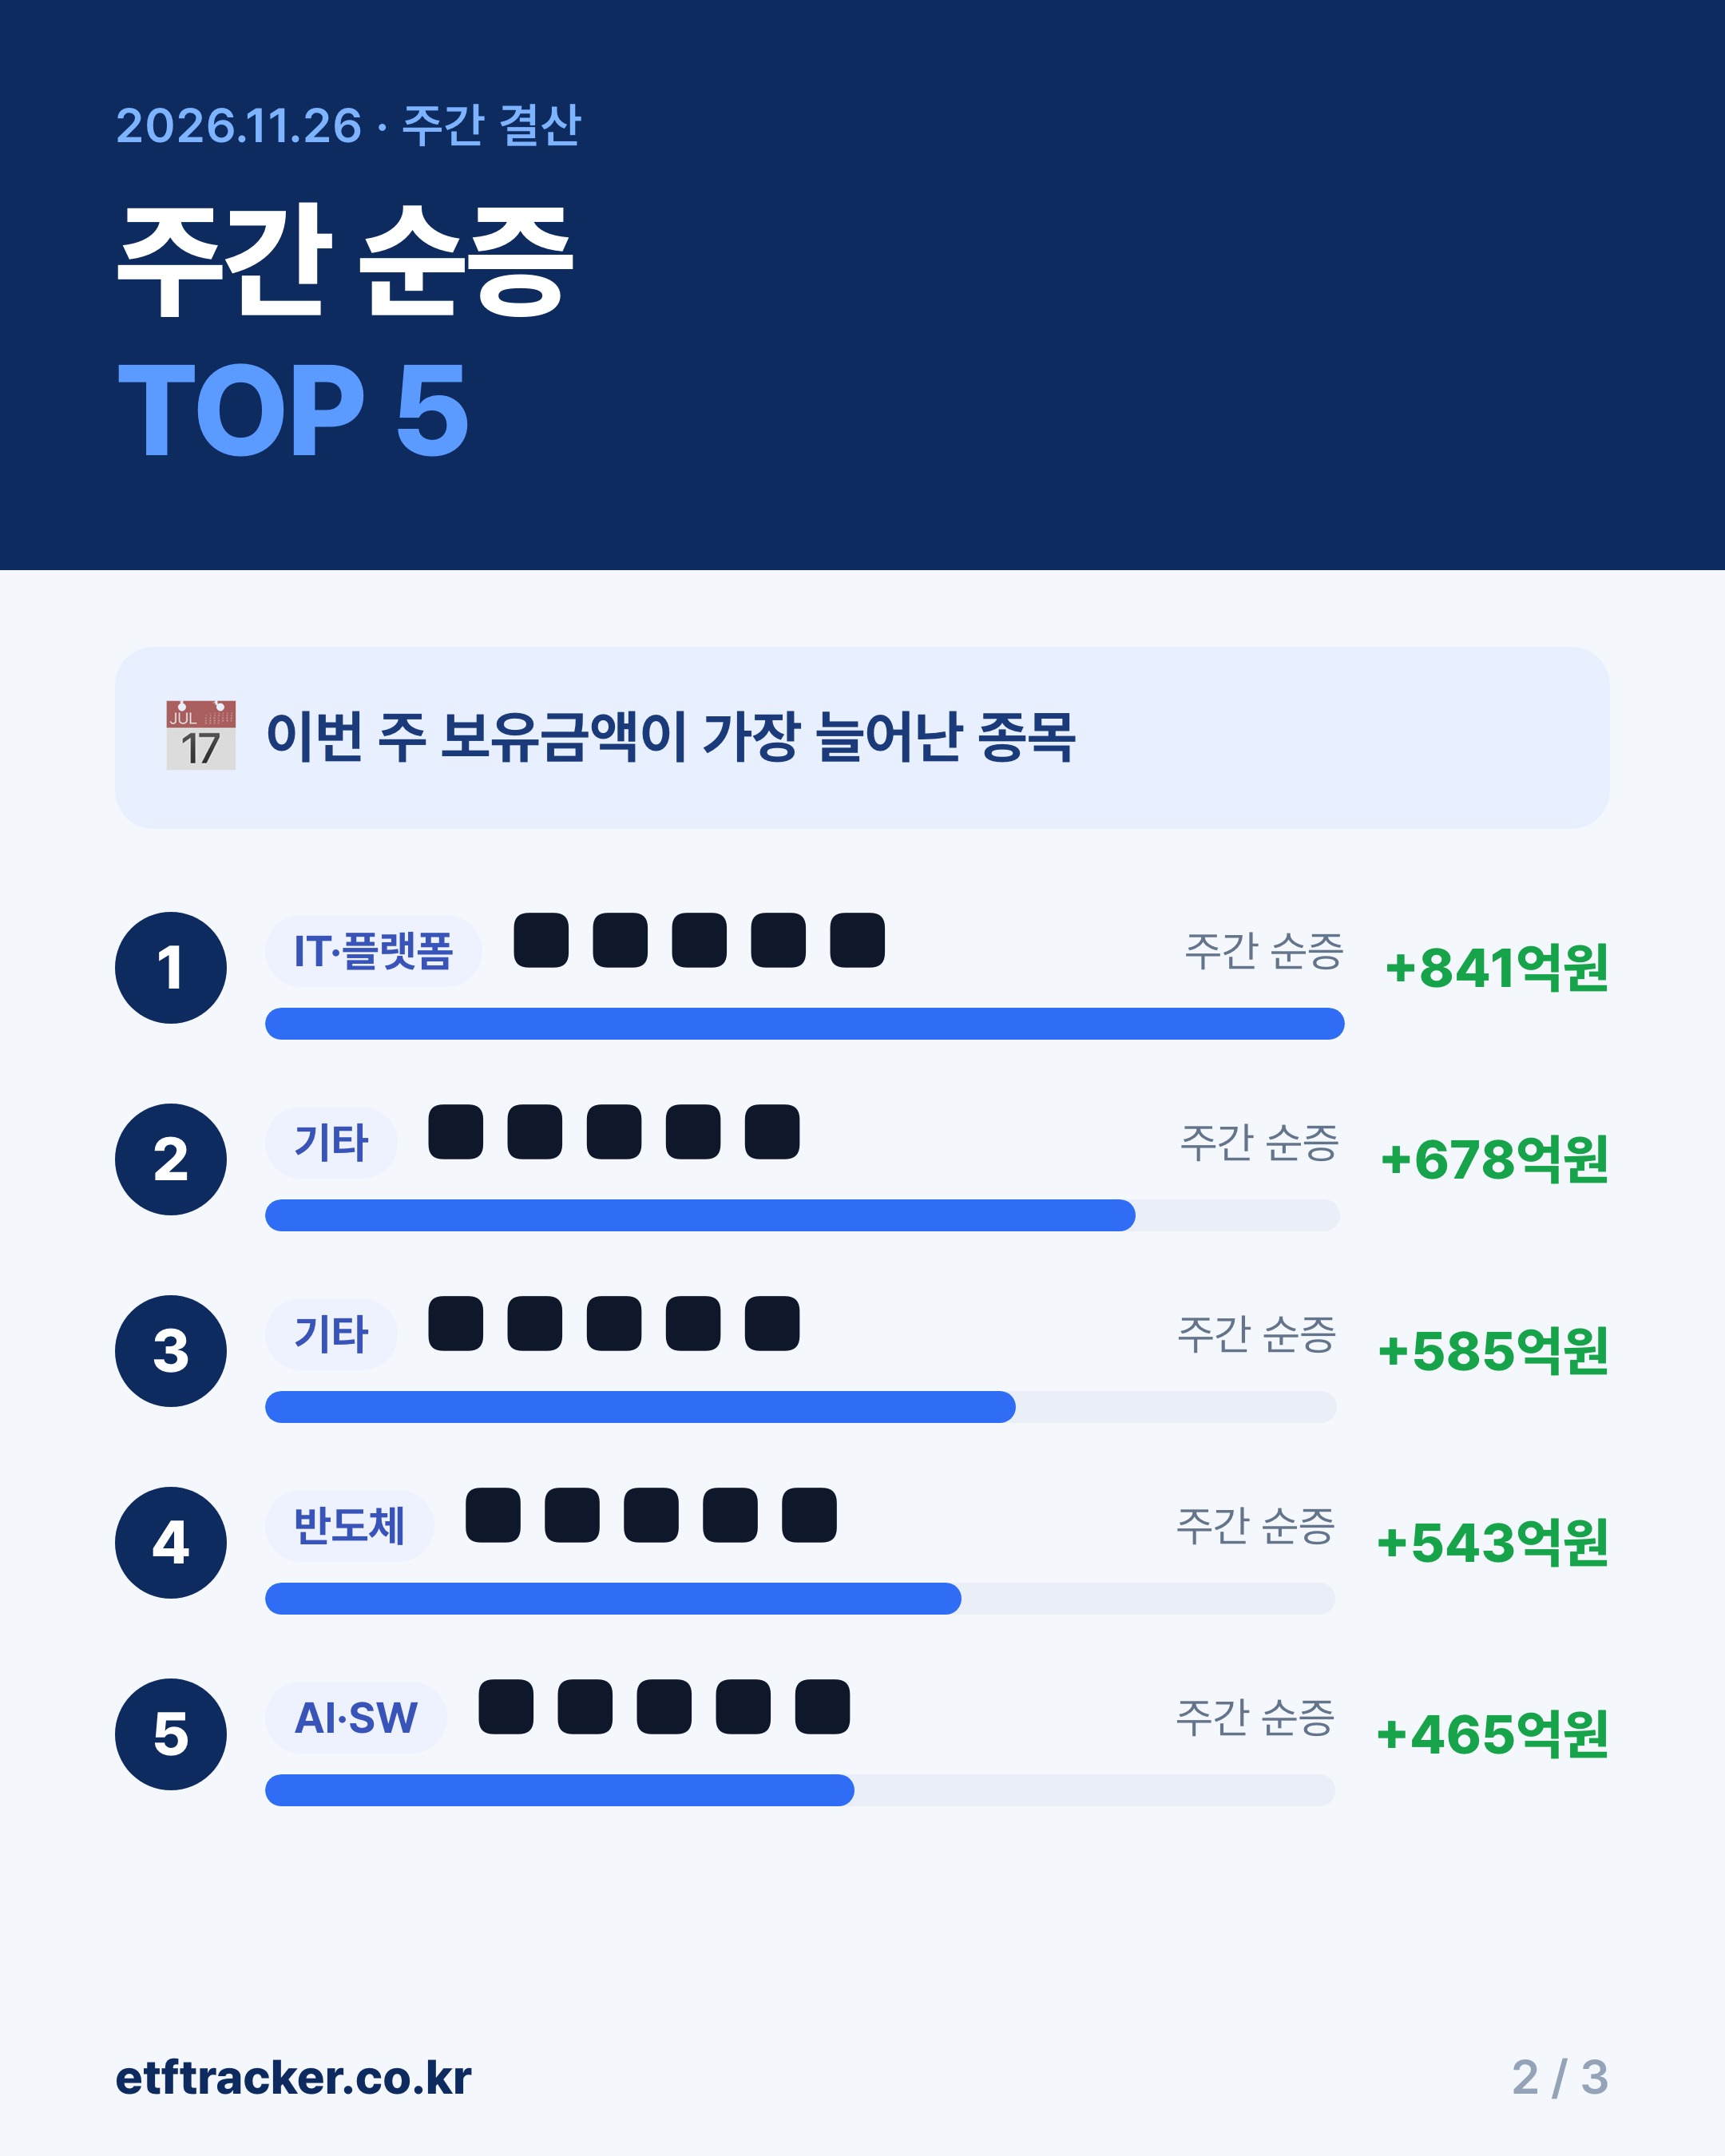 2026.11.26 · 주간 결산
주간 순증
TOP 5
📅 이번 주 보유금액이 가장 늘어난 종목
1 IT·플랫폼 ■■■■■ 주간 순증 +841억원
2 기타 ■■■■■ 주간 순증 +678억원
3 기타 ■■■■■ 주간 순증 +585억원
4 반도체 ■■■■■ 주간 순증 +543억원
5 AI·SW ■■■■■ 주간 순증 +465억원
etftracker.co.kr
2 / 3